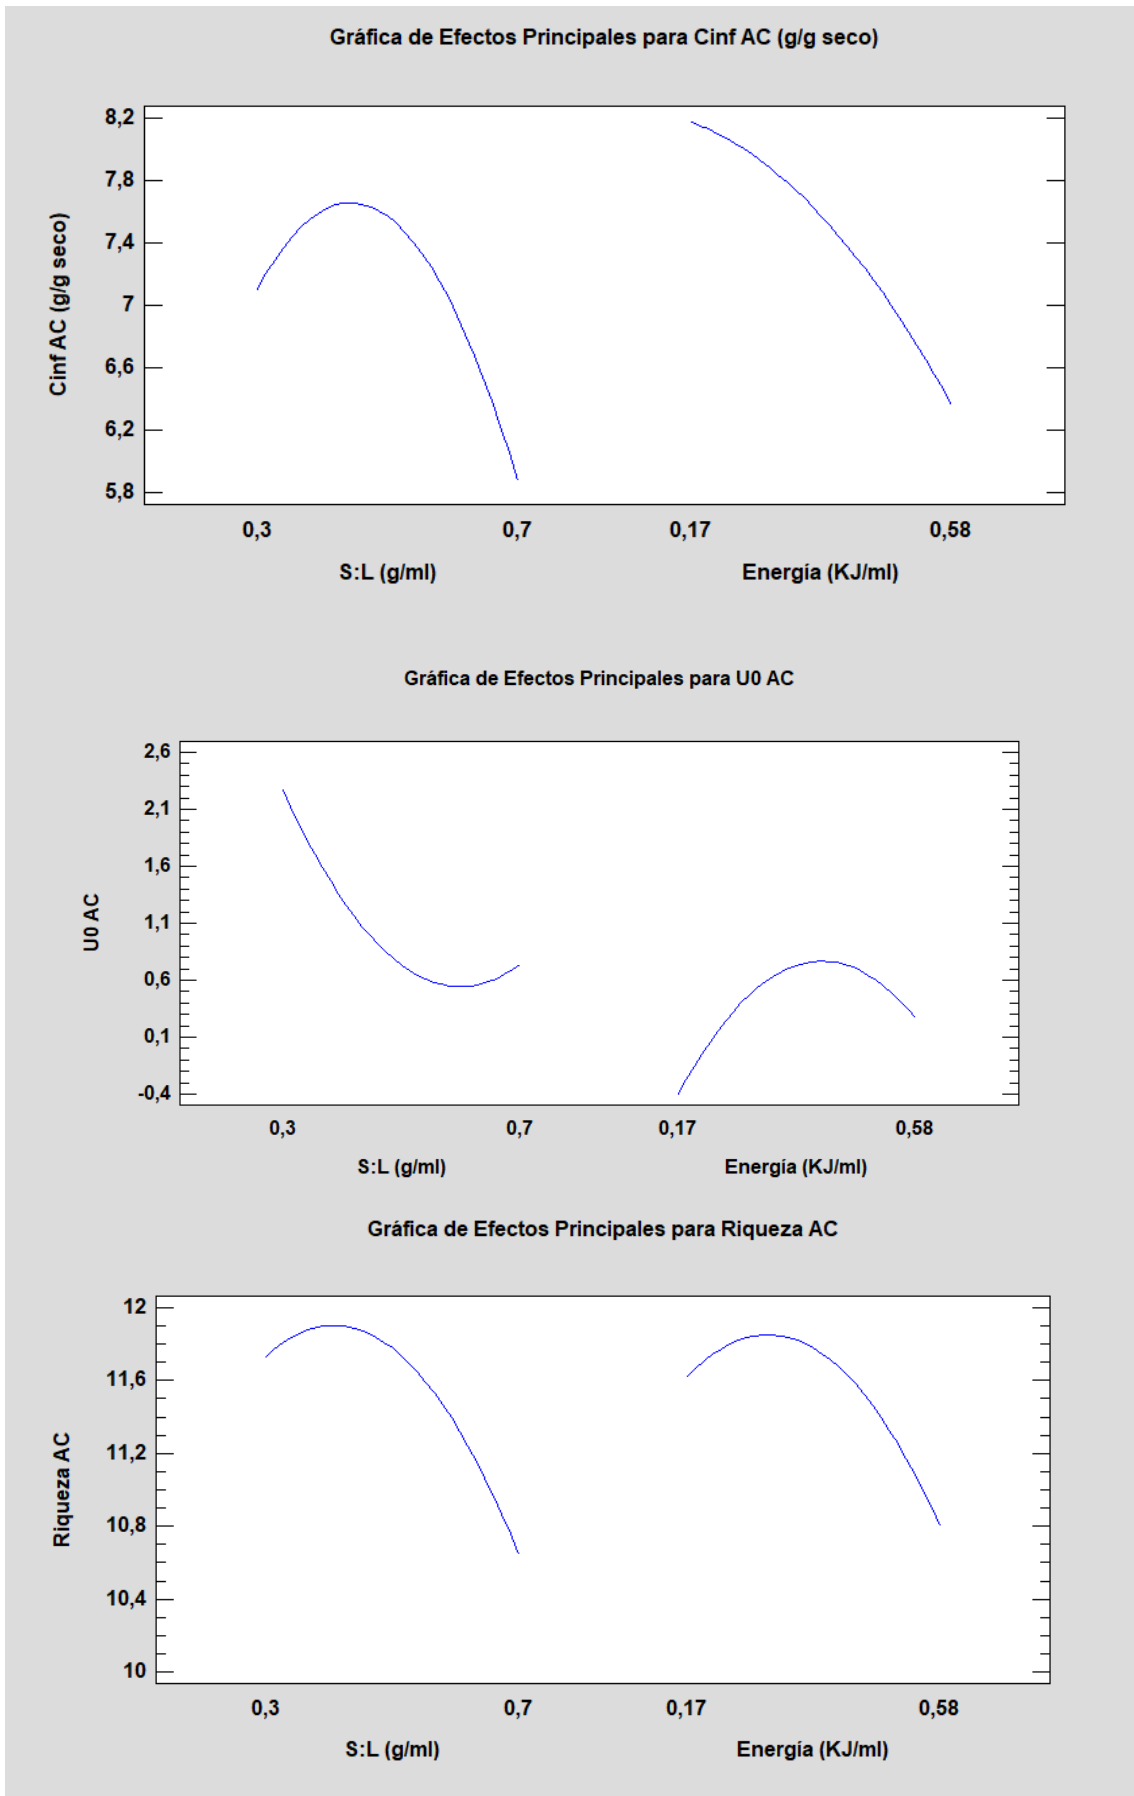 Gráfica de Efectos Principales para Cinf AC (g/g seco)
8,2
7,8
7,4
7
6,6
6,2
5,8
Cinf AC (g/g seco)
0,3 0,7 0,17 0,58
S:L (g/ml) Energía (KJ/ml)
Gráfica de Efectos Principales para U0 AC
2,6
2,1
1,6
1,1
0,6
0,1
-0,4
U0 AC
0,3 0,7 0,17 0,58
S:L (g/ml) Energía (KJ/ml)
Gráfica de Efectos Principales para Riqueza AC
12
11,6
11,2
10,8
10,4
10
Riqueza AC
0,3 0,7 0,17 0,58
S:L (g/ml) Energía (KJ/ml)